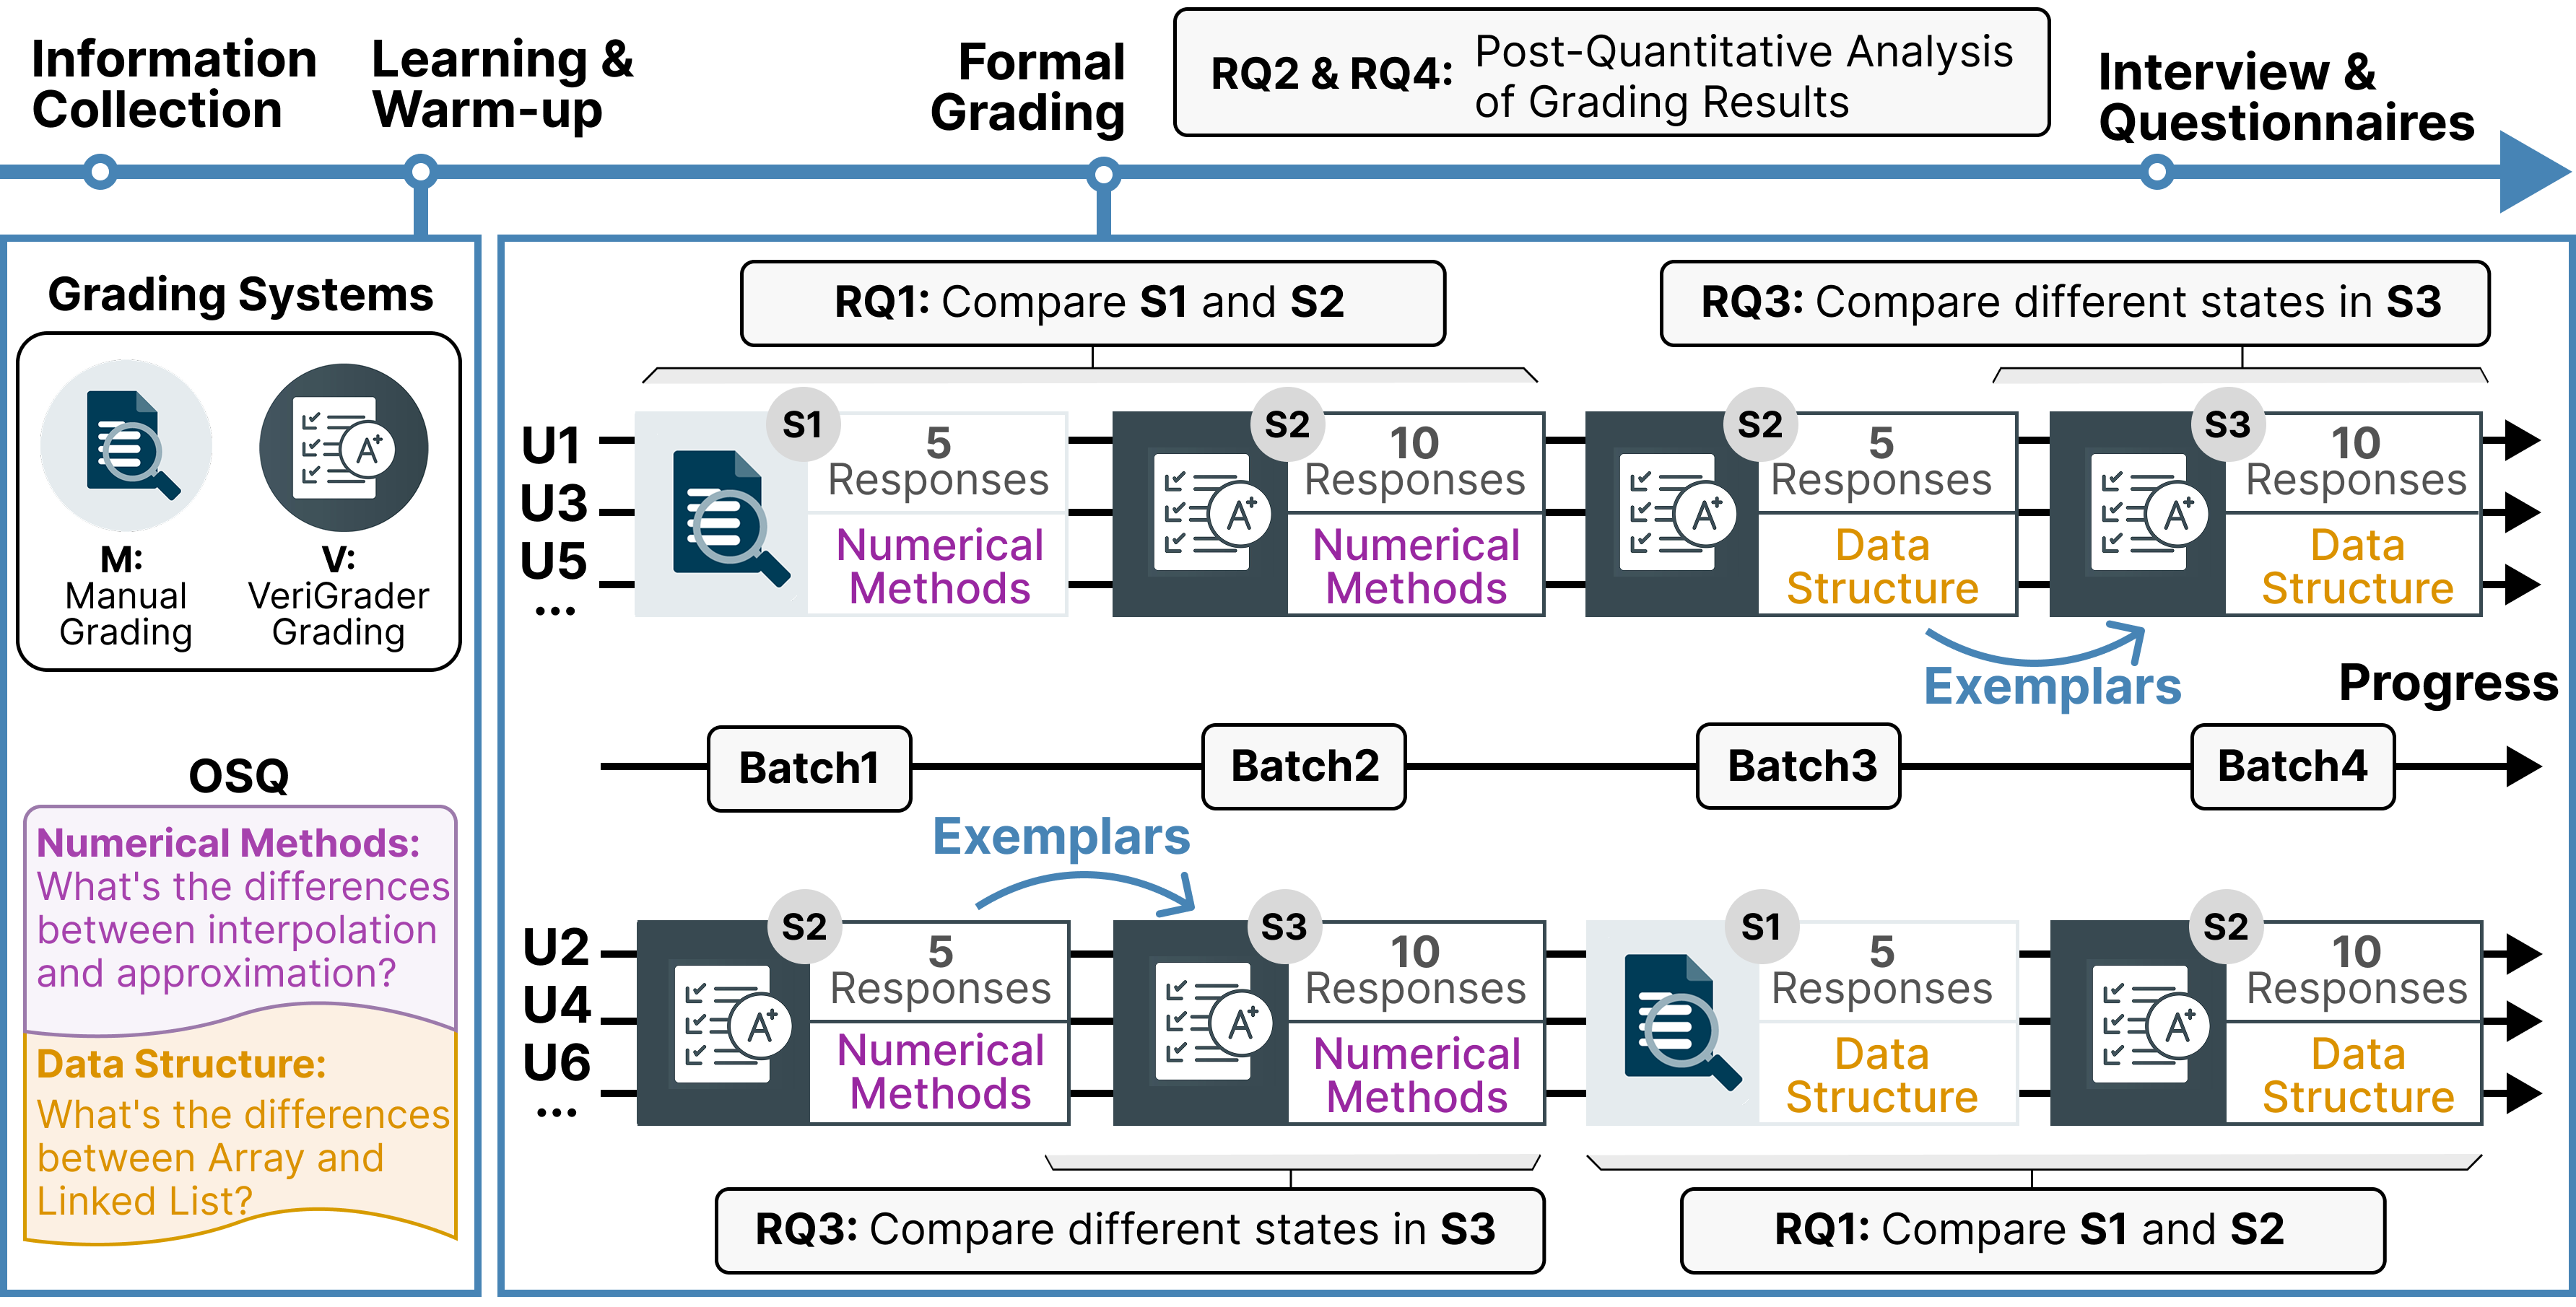 Information
Collection
Learning &
Warm-up
Formal
Grading
RQ2 & RQ4: Post-Quantitative Analysis
of Grading Results
Interview &
Questionnaires
Grading Systems
M:
Manual
Grading
V:
VeriGrader
Grading
OSQ
Numerical Methods:
What's the differences
between interpolation
and approximation?
Data Structure:
What's the differences
between Array and
Linked List?
RQ1: Compare S1 and S2
RQ3: Compare different states in S3
U1
U3
U5
...
S1
5
Responses
Numerical
Methods
S2
10
Responses
Numerical
Methods
S2
5
Responses
Data
Structure
S3
10
Responses
Data
Structure
Exemplars
Progress
Batch1
Batch2
Batch3
Batch4
Exemplars
U2
U4
U6
...
S2
5
Responses
Numerical
Methods
S3
10
Responses
Numerical
Methods
S1
5
Responses
Data
Structure
S2
10
Responses
Data
Structure
RQ3: Compare different states in S3
RQ1: Compare S1 and S2
A+
A+
A+
A+
A+
A+
A+